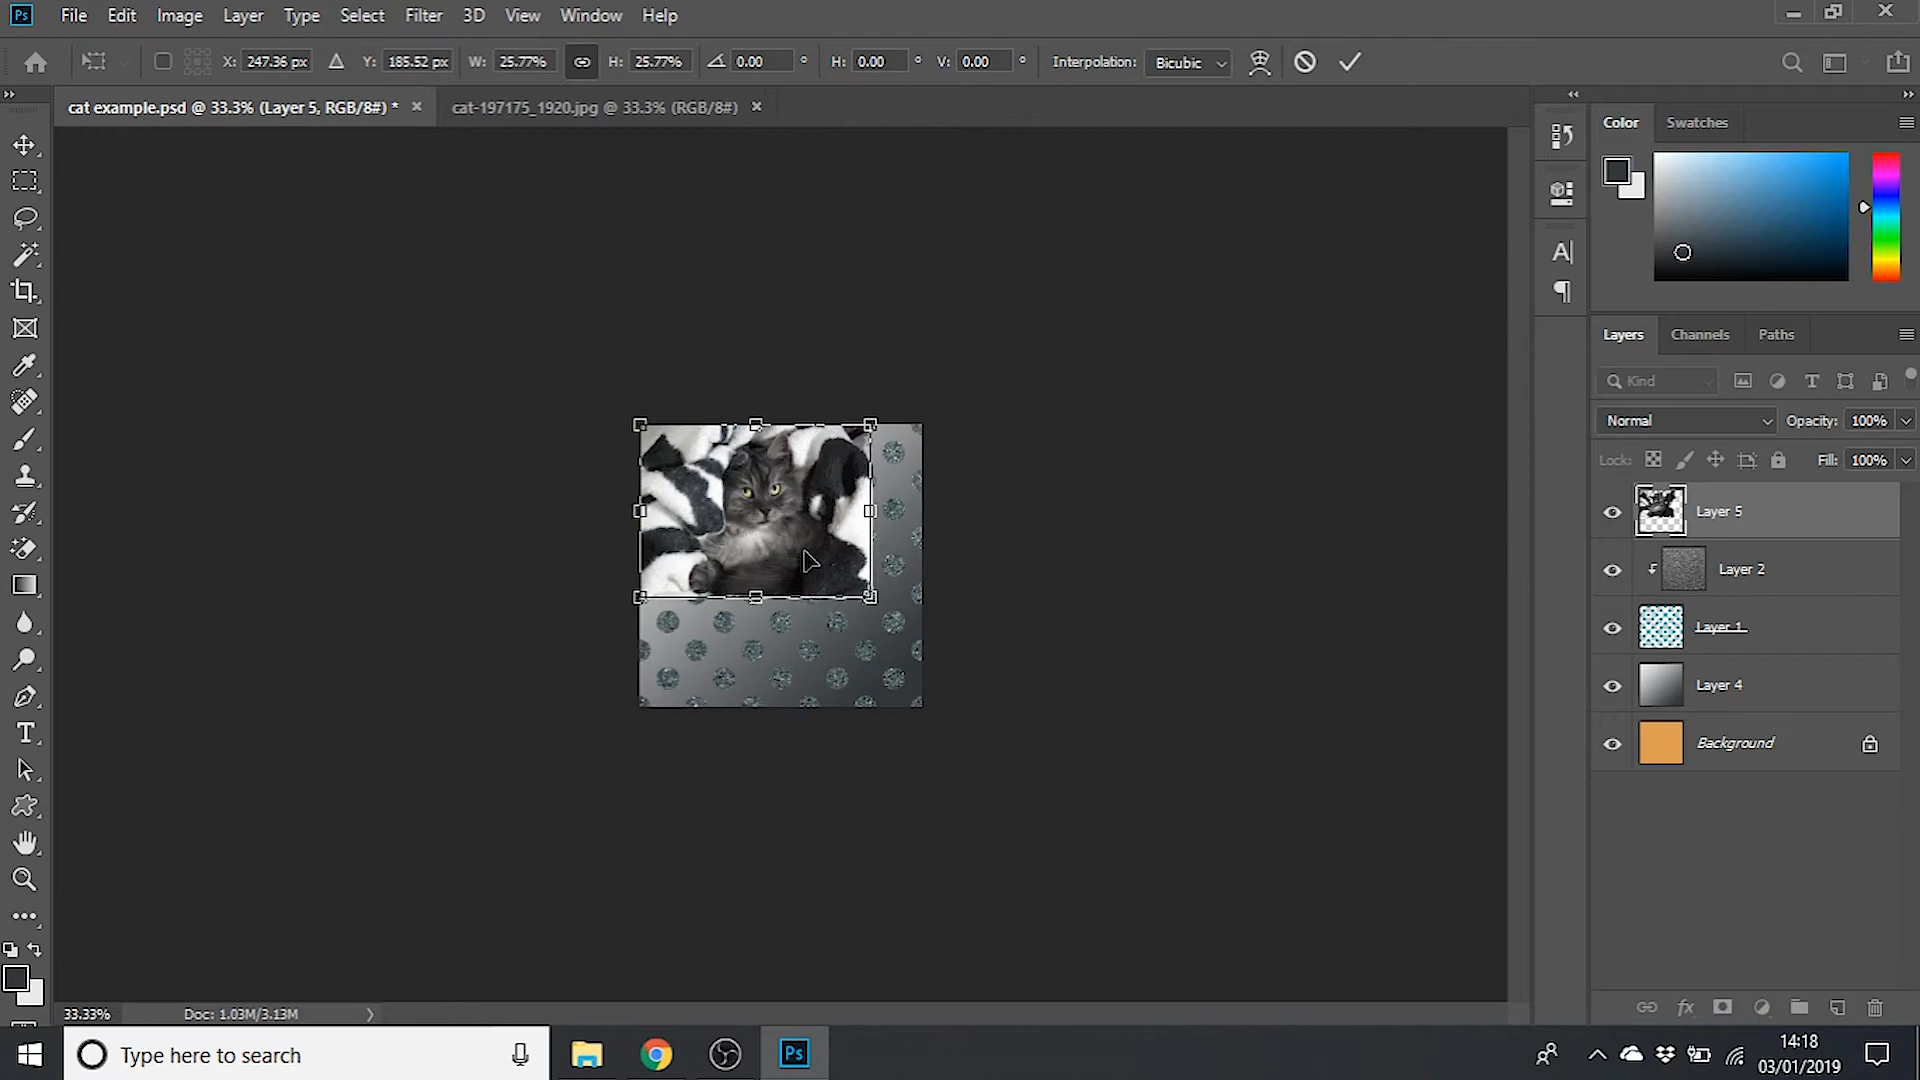 Ps File Edit Image Layer Type Select Filter 3D View Window Help
X: 247.36 px Y: 185.52 px W: 25.77% H: 25.77% 0.00 ° H: 0.00 ° V: 0.00 ° Interpolation: Bicubic
cat example.psd @ 33.3% (Layer 5, RGB/8#) * cat-197175_1920.jpg @ 33.3% (RGB/8#)
Color Swatches
Layers Channels Paths
Kind
Normal Opacity: 100%
Lock: Fill: 100%
Layer 5
Layer 2
Layer 1
Layer 4
Background
33.33% Doc: 1.03M/3.13M
fx
Type here to search
Ps
14:18
03/01/2019